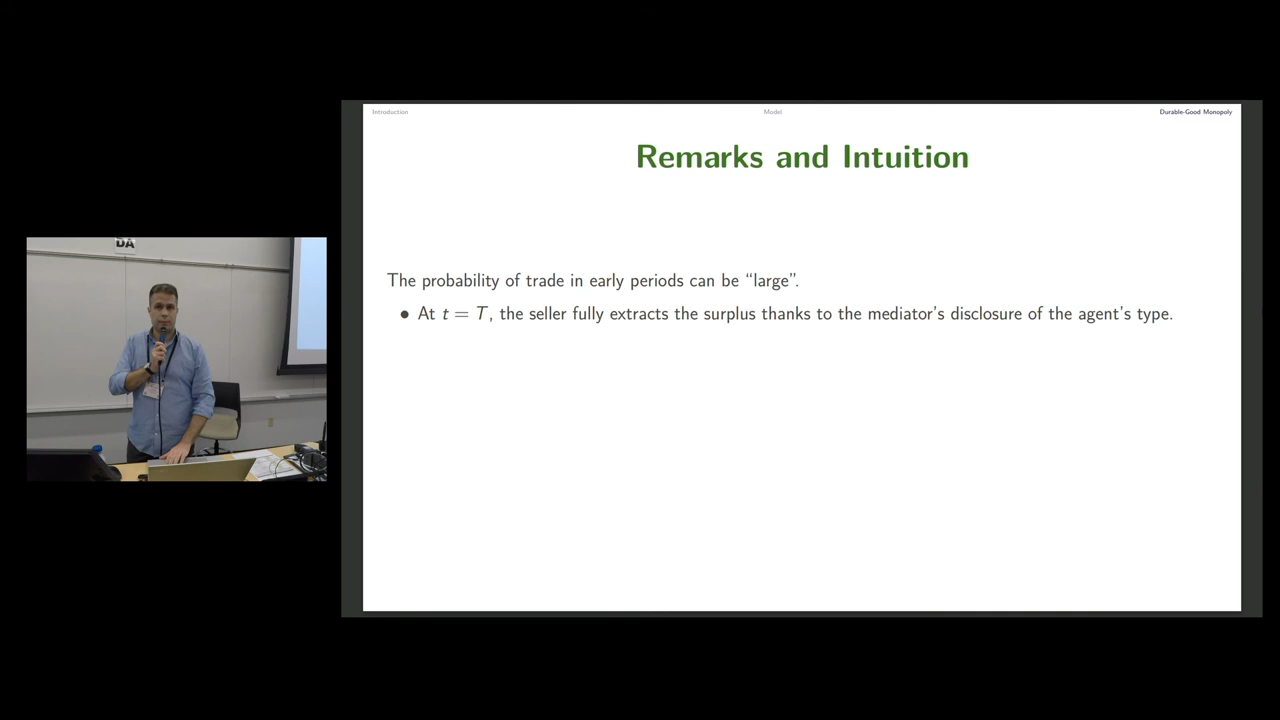 DA
Introduction
Model
Durable-Good Monopoly
Remarks and Intuition
The probability of trade in early periods can be “large”.
• At t = T, the seller fully extracts the surplus thanks to the mediator’s disclosure of the agent’s type.